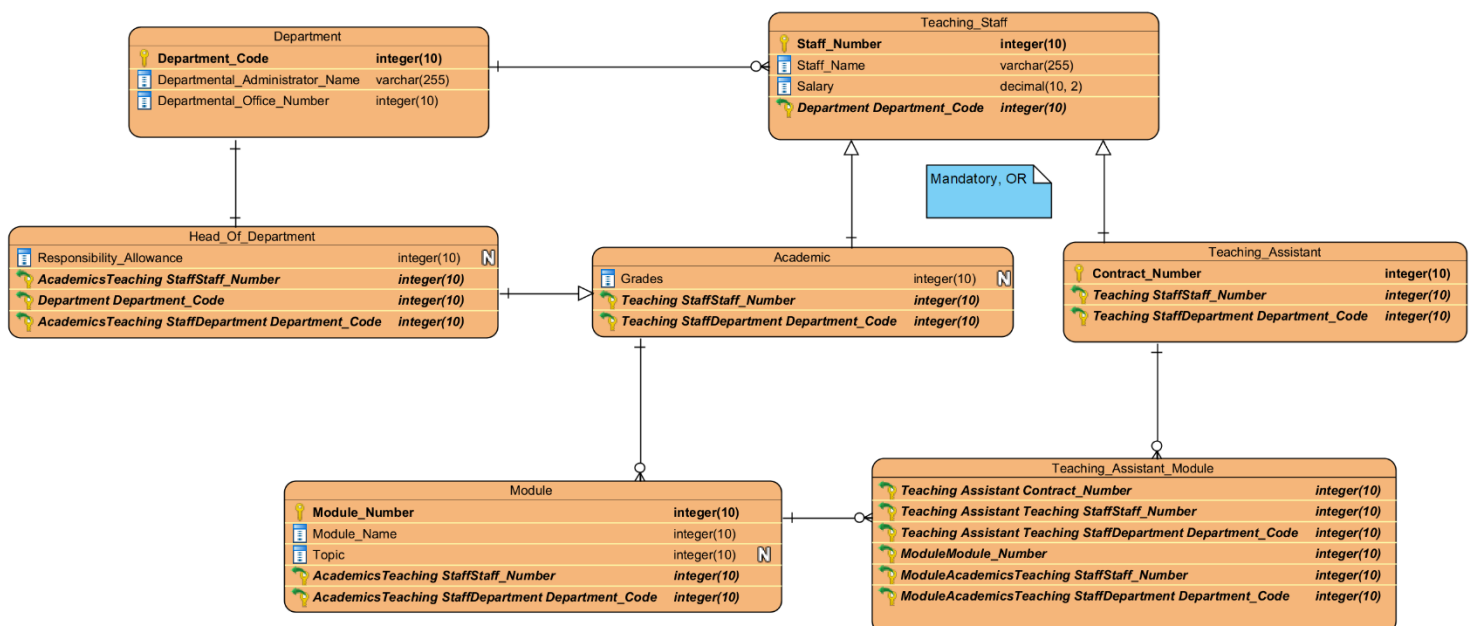 Department
Department_Code integer(10)
Departmental_Administrator_Name varchar(255)
Departmental_Office_Number integer(10)
Teaching_Staff
Staff_Number integer(10)
Staff_Name varchar(255)
Salary decimal(10, 2)
Department Department_Code integer(10)
Mandatory, OR
Head_Of_Department
Responsibility_Allowance integer(10) N
AcademicsTeaching StaffStaff_Number integer(10)
Department Department_Code integer(10)
AcademicsTeaching StaffDepartment Department_Code integer(10)
Academic
Grades integer(10) N
Teaching StaffStaff_Number integer(10)
Teaching StaffDepartment Department_Code integer(10)
Teaching_Assistant
Contract_Number integer(10)
Teaching StaffStaff_Number integer(10)
Teaching StaffDepartment Department_Code integer(10)
Module
Module_Number integer(10)
Module_Name integer(10)
Topic integer(10) N
AcademicsTeaching StaffStaff_Number integer(10)
AcademicsTeaching StaffDepartment Department_Code integer(10)
Teaching_Assistant_Module
Teaching Assistant Contract_Number integer(10)
Teaching Assistant Teaching StaffStaff_Number integer(10)
Teaching Assistant Teaching StaffDepartment Department_Code integer(10)
ModuleModule_Number integer(10)
ModuleAcademicsTeaching StaffStaff_Number integer(10)
ModuleAcademicsTeaching StaffDepartment Department_Code integer(10)